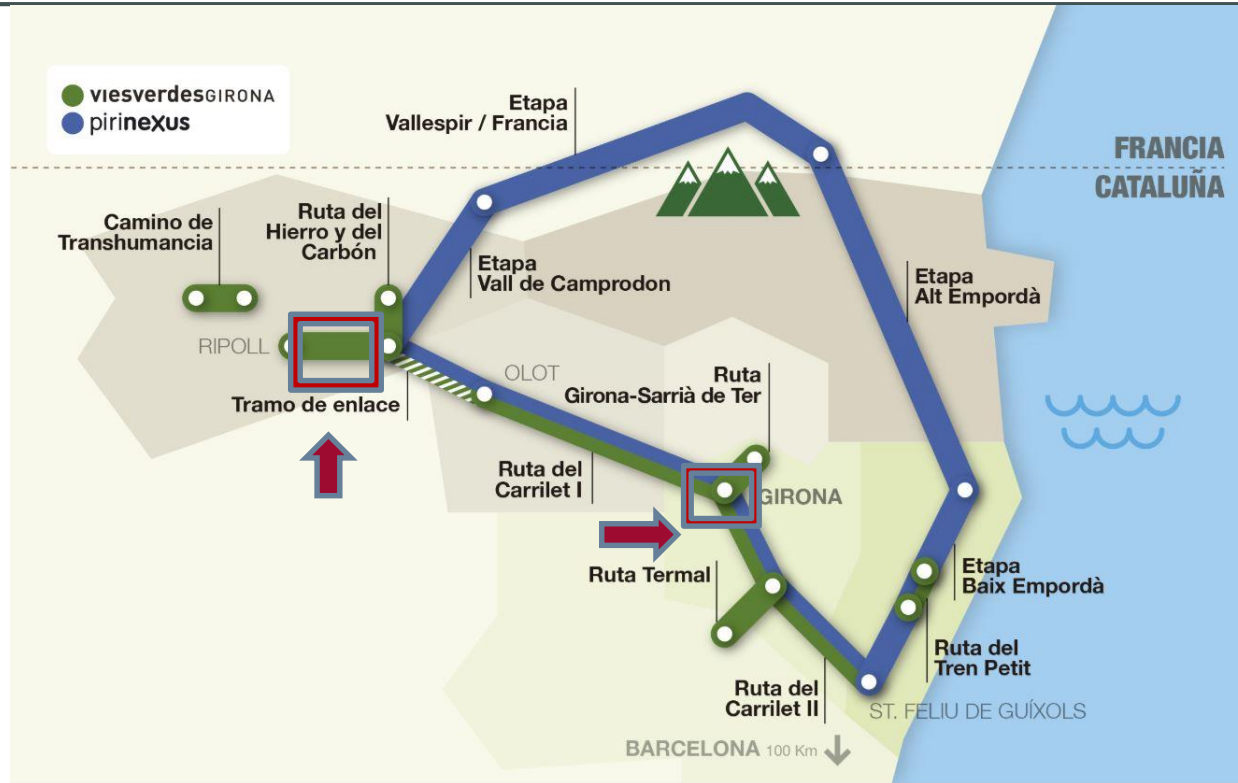 viesverdesGIRONA
pirinexus
Etapa
Vallespir / Francia
FRANCIA
CATALUÑA
Camino de
Transhumancia
Ruta del
Hierro y del
Carbón
Etapa
Vall de Camprodon
Etapa
Alt Empordà
RIPOLL
OLOT
Tramo de enlace
Ruta
Girona-Sarrià de Ter
Ruta del
Carrilet I
GIRONA
Ruta Termal
Etapa
Baix Empordà
Ruta del
Tren Petit
Ruta del
Carrilet II
ST. FELIU DE GUÍXOLS
BARCELONA 100 Km